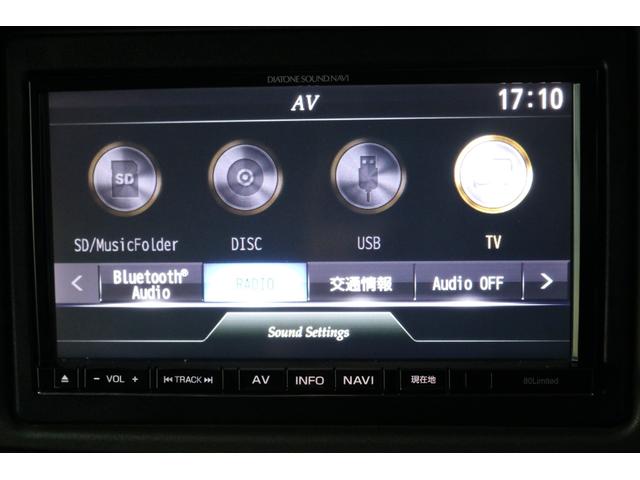 DIATONE SOUND NAVI
AV 17:10
SD
SD/MusicFolder DISC USB TV
< Bluetooth® Audio RADIO 交通情報 Audio OFF >
Sound Settings
− VOL + TRACK AV INFO NAVI 現在地 80Limited